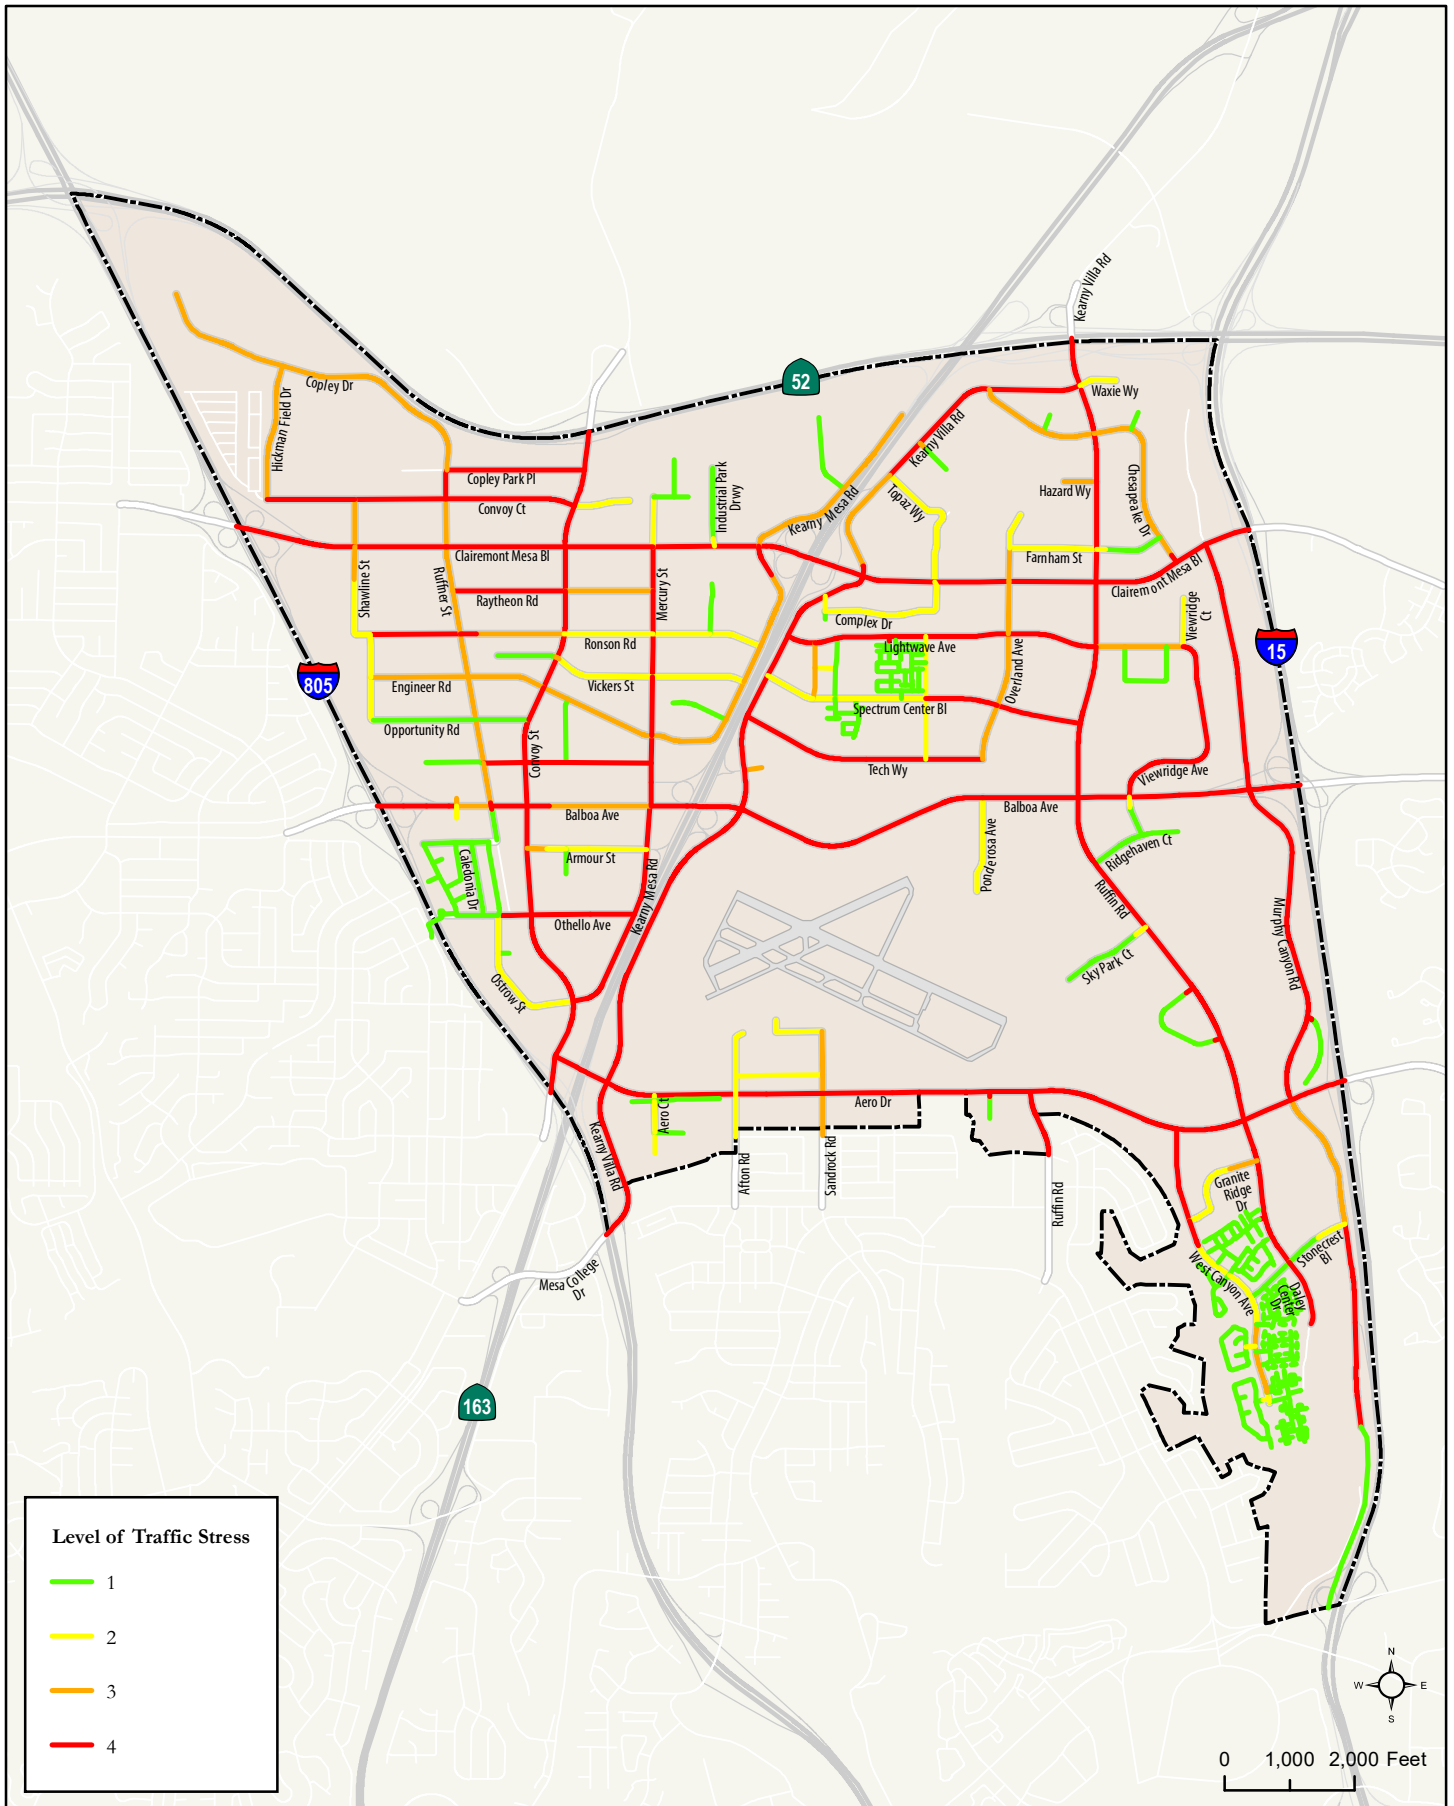 Kearny Villa Rd
52
Copley Dr
Waxie Wy
Hickman Field Dr
Kearny Villa Rd
Copley Park Pl
Industrial Park
Drwy
Hazard Wy
Chesapeake Dr
Convoy Ct
Kearny Mesa Rd
Topaz Wy
Clairemont Mesa Bl
Farnham St
Clairemont Mesa Bl
Shawline St
Ruffner St
Raytheon Rd
Mercury St
Complex Dr
Viewridge
Ct
Ronson Rd
Lightwave Ave
15
805
Engineer Rd
Vickers St
Overland Ave
Spectrum Center Bl
Opportunity Rd
Convoy St
Tech Wy
Viewridge Ave
Balboa Ave
Balboa Ave
Armour St
Ponderosa Ave
Ridgehaven Ct
Caledonia Dr
Kearny Mesa Rd
Ruffin Rd
Othello Ave
Murphy Canyon Rd
Sky Park Ct
Ostrow St
Aero Ct
Aero Dr
Kearny Villa Rd
Afton Rd
Sandrock Rd
Ruffin Rd
Granite
Ridge
Dr
Stonecrest
Bl
West Canyon Ave
Daley
Center
Dr
Mesa College
Dr
163
Level of Traffic Stress
1
2
3
4
N
W
E
S
0 1,000 2,000 Feet